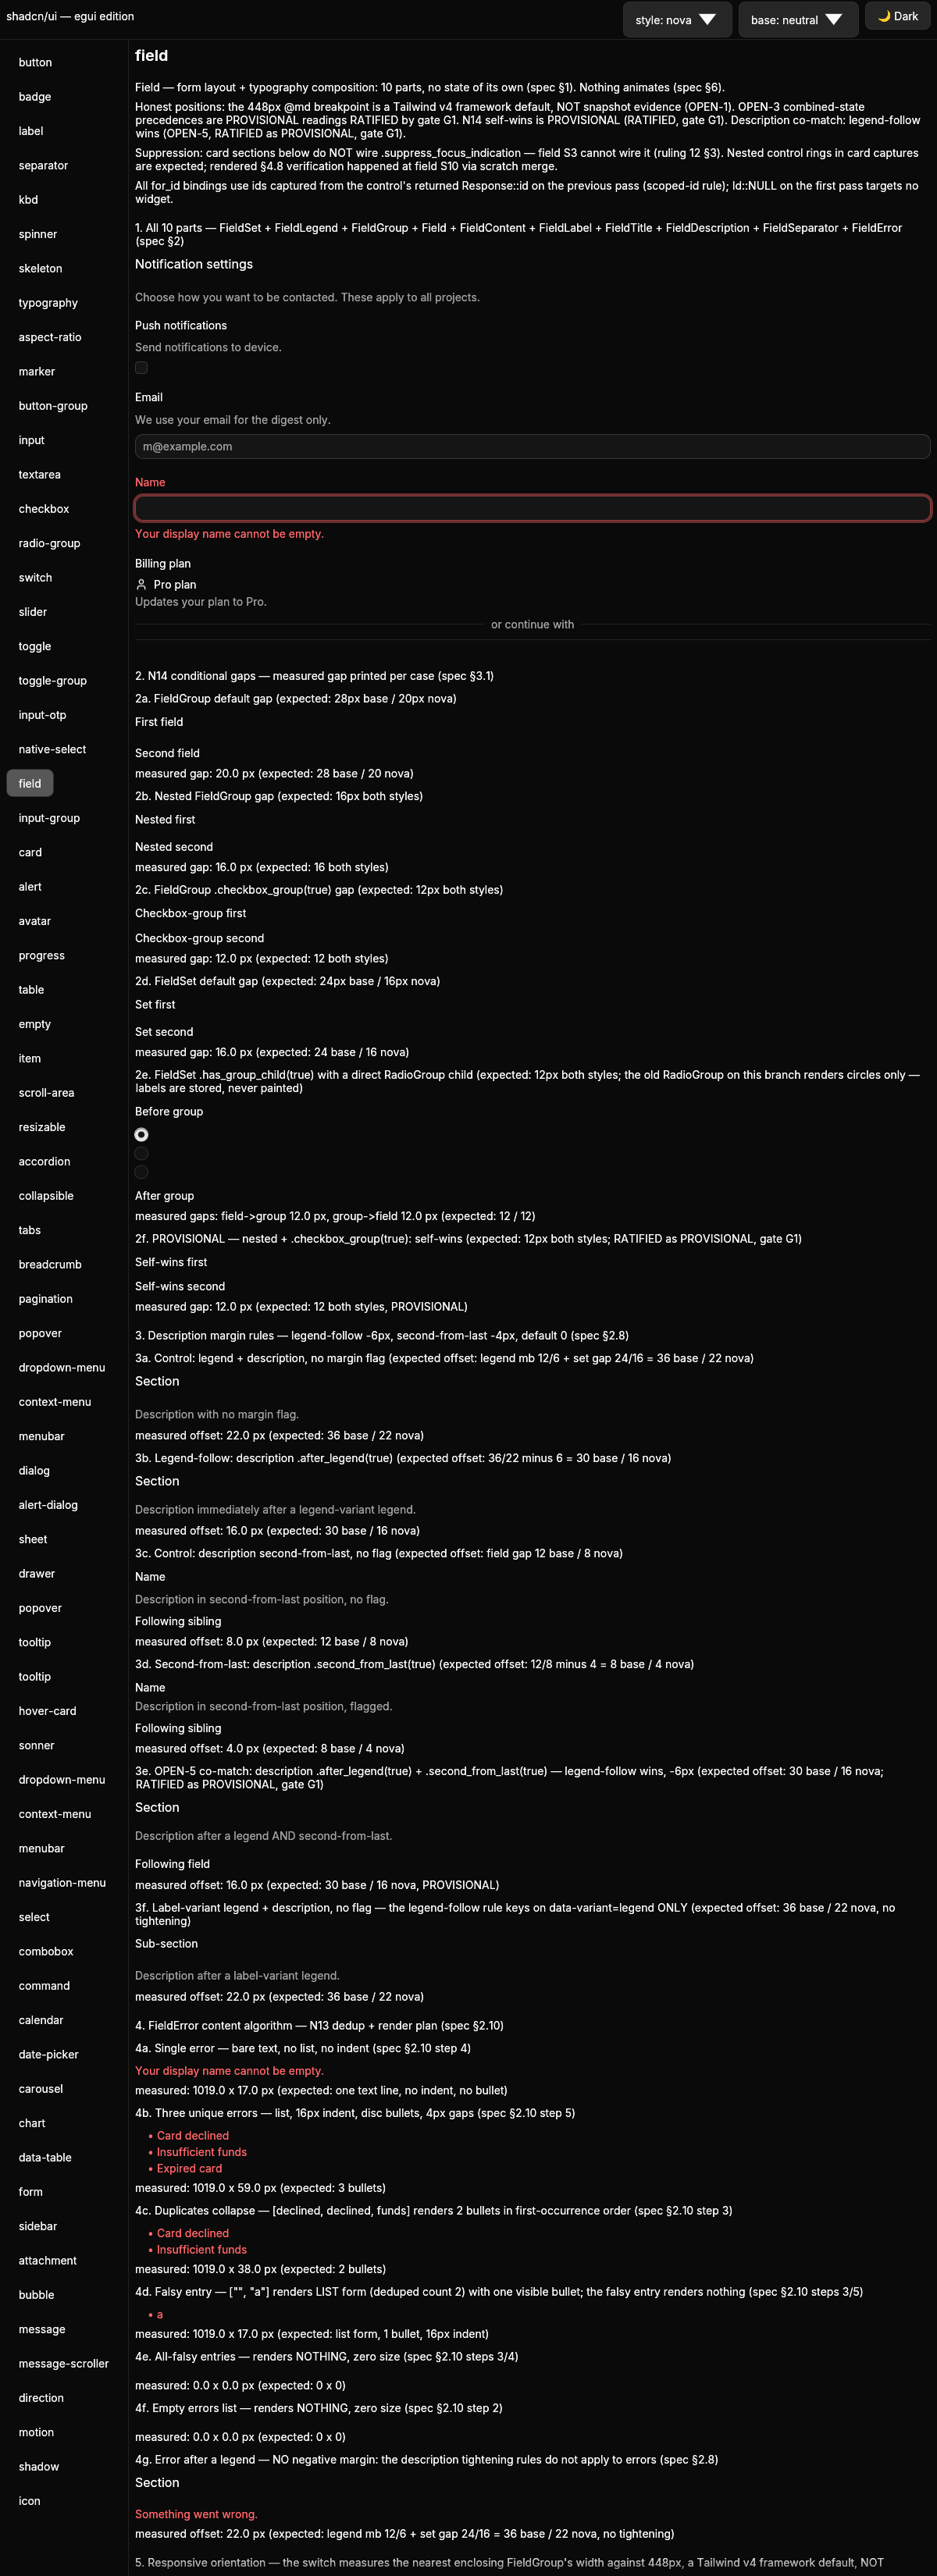 shadcn/ui — egui edition
style: nova
base: neutral
🌙 Dark
button
badge
label
separator
kbd
spinner
skeleton
typography
aspect-ratio
marker
button-group
input
textarea
checkbox
radio-group
switch
slider
toggle
toggle-group
input-otp
native-select
field
input-group
card
alert
avatar
progress
table
empty
item
scroll-area
resizable
accordion
collapsible
tabs
breadcrumb
pagination
popover
dropdown-menu
context-menu
menubar
dialog
alert-dialog
sheet
drawer
popover
tooltip
tooltip
hover-card
sonner
dropdown-menu
context-menu
menubar
navigation-menu
select
combobox
command
calendar
date-picker
carousel
chart
data-table
form
sidebar
attachment
bubble
message
message-scroller
direction
motion
shadow
icon
field
Field — form layout + typography composition: 10 parts, no state of its own (spec §1). Nothing animates (spec §6).
Honest positions: the 448px @md breakpoint is a Tailwind v4 framework default, NOT snapshot evidence (OPEN-1). OPEN-3 combined-state
precedences are PROVISIONAL readings RATIFIED by gate G1. N14 self-wins is PROVISIONAL (RATIFIED, gate G1). Description co-match: legend-follow
wins (OPEN-5, RATIFIED as PROVISIONAL, gate G1).
Suppression: card sections below do NOT wire .suppress_focus_indication — field S3 cannot wire it (ruling 12 §3). Nested control rings in card captures
are expected; rendered §4.8 verification happened at field S10 via scratch merge.
All for_id bindings use ids captured from the control's returned Response::id on the previous pass (scoped-id rule); Id::NULL on the first pass targets no
widget.
1. All 10 parts — FieldSet + FieldLegend + FieldGroup + Field + FieldContent + FieldLabel + FieldTitle + FieldDescription + FieldSeparator + FieldError
(spec §2)
Notification settings
Choose how you want to be contacted. These apply to all projects.
Push notifications
Send notifications to device.
Email
We use your email for the digest only.
m@example.com
Name
Your display name cannot be empty.
Billing plan
Pro plan
Updates your plan to Pro.
or continue with
2. N14 conditional gaps — measured gap printed per case (spec §3.1)
2a. FieldGroup default gap (expected: 28px base / 20px nova)
First field
Second field
measured gap: 20.0 px (expected: 28 base / 20 nova)
2b. Nested FieldGroup gap (expected: 16px both styles)
Nested first
Nested second
measured gap: 16.0 px (expected: 16 both styles)
2c. FieldGroup .checkbox_group(true) gap (expected: 12px both styles)
Checkbox-group first
Checkbox-group second
measured gap: 12.0 px (expected: 12 both styles)
2d. FieldSet default gap (expected: 24px base / 16px nova)
Set first
Set second
measured gap: 16.0 px (expected: 24 base / 16 nova)
2e. FieldSet .has_group_child(true) with a direct RadioGroup child (expected: 12px both styles; the old RadioGroup on this branch renders circles only —
labels are stored, never painted)
Before group
After group
measured gaps: field->group 12.0 px, group->field 12.0 px (expected: 12 / 12)
2f. PROVISIONAL — nested + .checkbox_group(true): self-wins (expected: 12px both styles; RATIFIED as PROVISIONAL, gate G1)
Self-wins first
Self-wins second
measured gap: 12.0 px (expected: 12 both styles, PROVISIONAL)
3. Description margin rules — legend-follow -6px, second-from-last -4px, default 0 (spec §2.8)
3a. Control: legend + description, no margin flag (expected offset: legend mb 12/6 + set gap 24/16 = 36 base / 22 nova)
Section
Description with no margin flag.
measured offset: 22.0 px (expected: 36 base / 22 nova)
3b. Legend-follow: description .after_legend(true) (expected offset: 36/22 minus 6 = 30 base / 16 nova)
Section
Description immediately after a legend-variant legend.
measured offset: 16.0 px (expected: 30 base / 16 nova)
3c. Control: description second-from-last, no flag (expected offset: field gap 12 base / 8 nova)
Name
Description in second-from-last position, no flag.
Following sibling
measured offset: 8.0 px (expected: 12 base / 8 nova)
3d. Second-from-last: description .second_from_last(true) (expected offset: 12/8 minus 4 = 8 base / 4 nova)
Name
Description in second-from-last position, flagged.
Following sibling
measured offset: 4.0 px (expected: 8 base / 4 nova)
3e. OPEN-5 co-match: description .after_legend(true) + .second_from_last(true) — legend-follow wins, -6px (expected offset: 30 base / 16 nova;
RATIFIED as PROVISIONAL, gate G1)
Section
Description after a legend AND second-from-last.
Following field
measured offset: 16.0 px (expected: 30 base / 16 nova, PROVISIONAL)
3f. Label-variant legend + description, no flag — the legend-follow rule keys on data-variant=legend ONLY (expected offset: 36 base / 22 nova, no
tightening)
Sub-section
Description after a label-variant legend.
measured offset: 22.0 px (expected: 36 base / 22 nova)
4. FieldError content algorithm — N13 dedup + render plan (spec §2.10)
4a. Single error — bare text, no list, no indent (spec §2.10 step 4)
Your display name cannot be empty.
measured: 1019.0 x 17.0 px (expected: one text line, no indent, no bullet)
4b. Three unique errors — list, 16px indent, disc bullets, 4px gaps (spec §2.10 step 5)
• Card declined
• Insufficient funds
• Expired card
measured: 1019.0 x 59.0 px (expected: 3 bullets)
4c. Duplicates collapse — [declined, declined, funds] renders 2 bullets in first-occurrence order (spec §2.10 step 3)
• Card declined
• Insufficient funds
measured: 1019.0 x 38.0 px (expected: 2 bullets)
4d. Falsy entry — ["", "a"] renders LIST form (deduped count 2) with one visible bullet; the falsy entry renders nothing (spec §2.10 steps 3/5)
• a
measured: 1019.0 x 17.0 px (expected: list form, 1 bullet, 16px indent)
4e. All-falsy entries — renders NOTHING, zero size (spec §2.10 steps 3/4)
measured: 0.0 x 0.0 px (expected: 0 x 0)
4f. Empty errors list — renders NOTHING, zero size (spec §2.10 step 2)
measured: 0.0 x 0.0 px (expected: 0 x 0)
4g. Error after a legend — NO negative margin: the description tightening rules do not apply to errors (spec §2.8)
Section
Something went wrong.
measured offset: 22.0 px (expected: legend mb 12/6 + set gap 24/16 = 36 base / 22 nova, no tightening)
5. Responsive orientation — the switch measures the nearest enclosing FieldGroup's width against 448px, a Tailwind v4 framework default, NOT